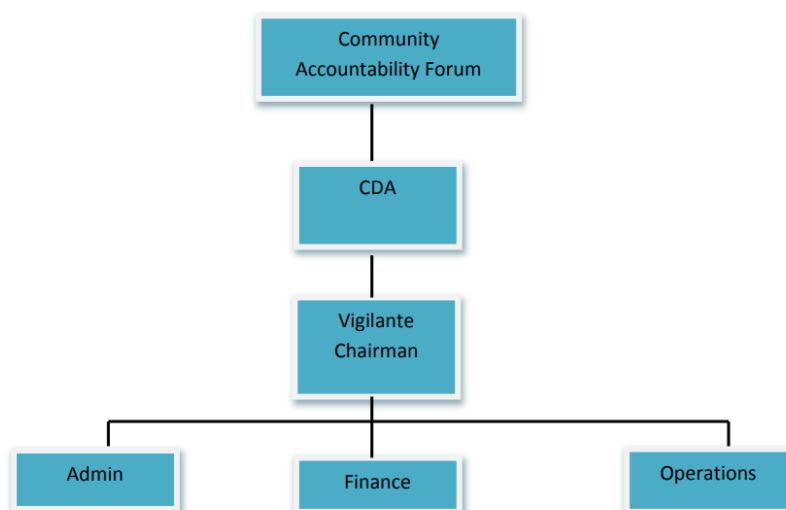 Community
Accountability Forum
CDA
Vigilante
Chairman
Admin
Finance
Operations